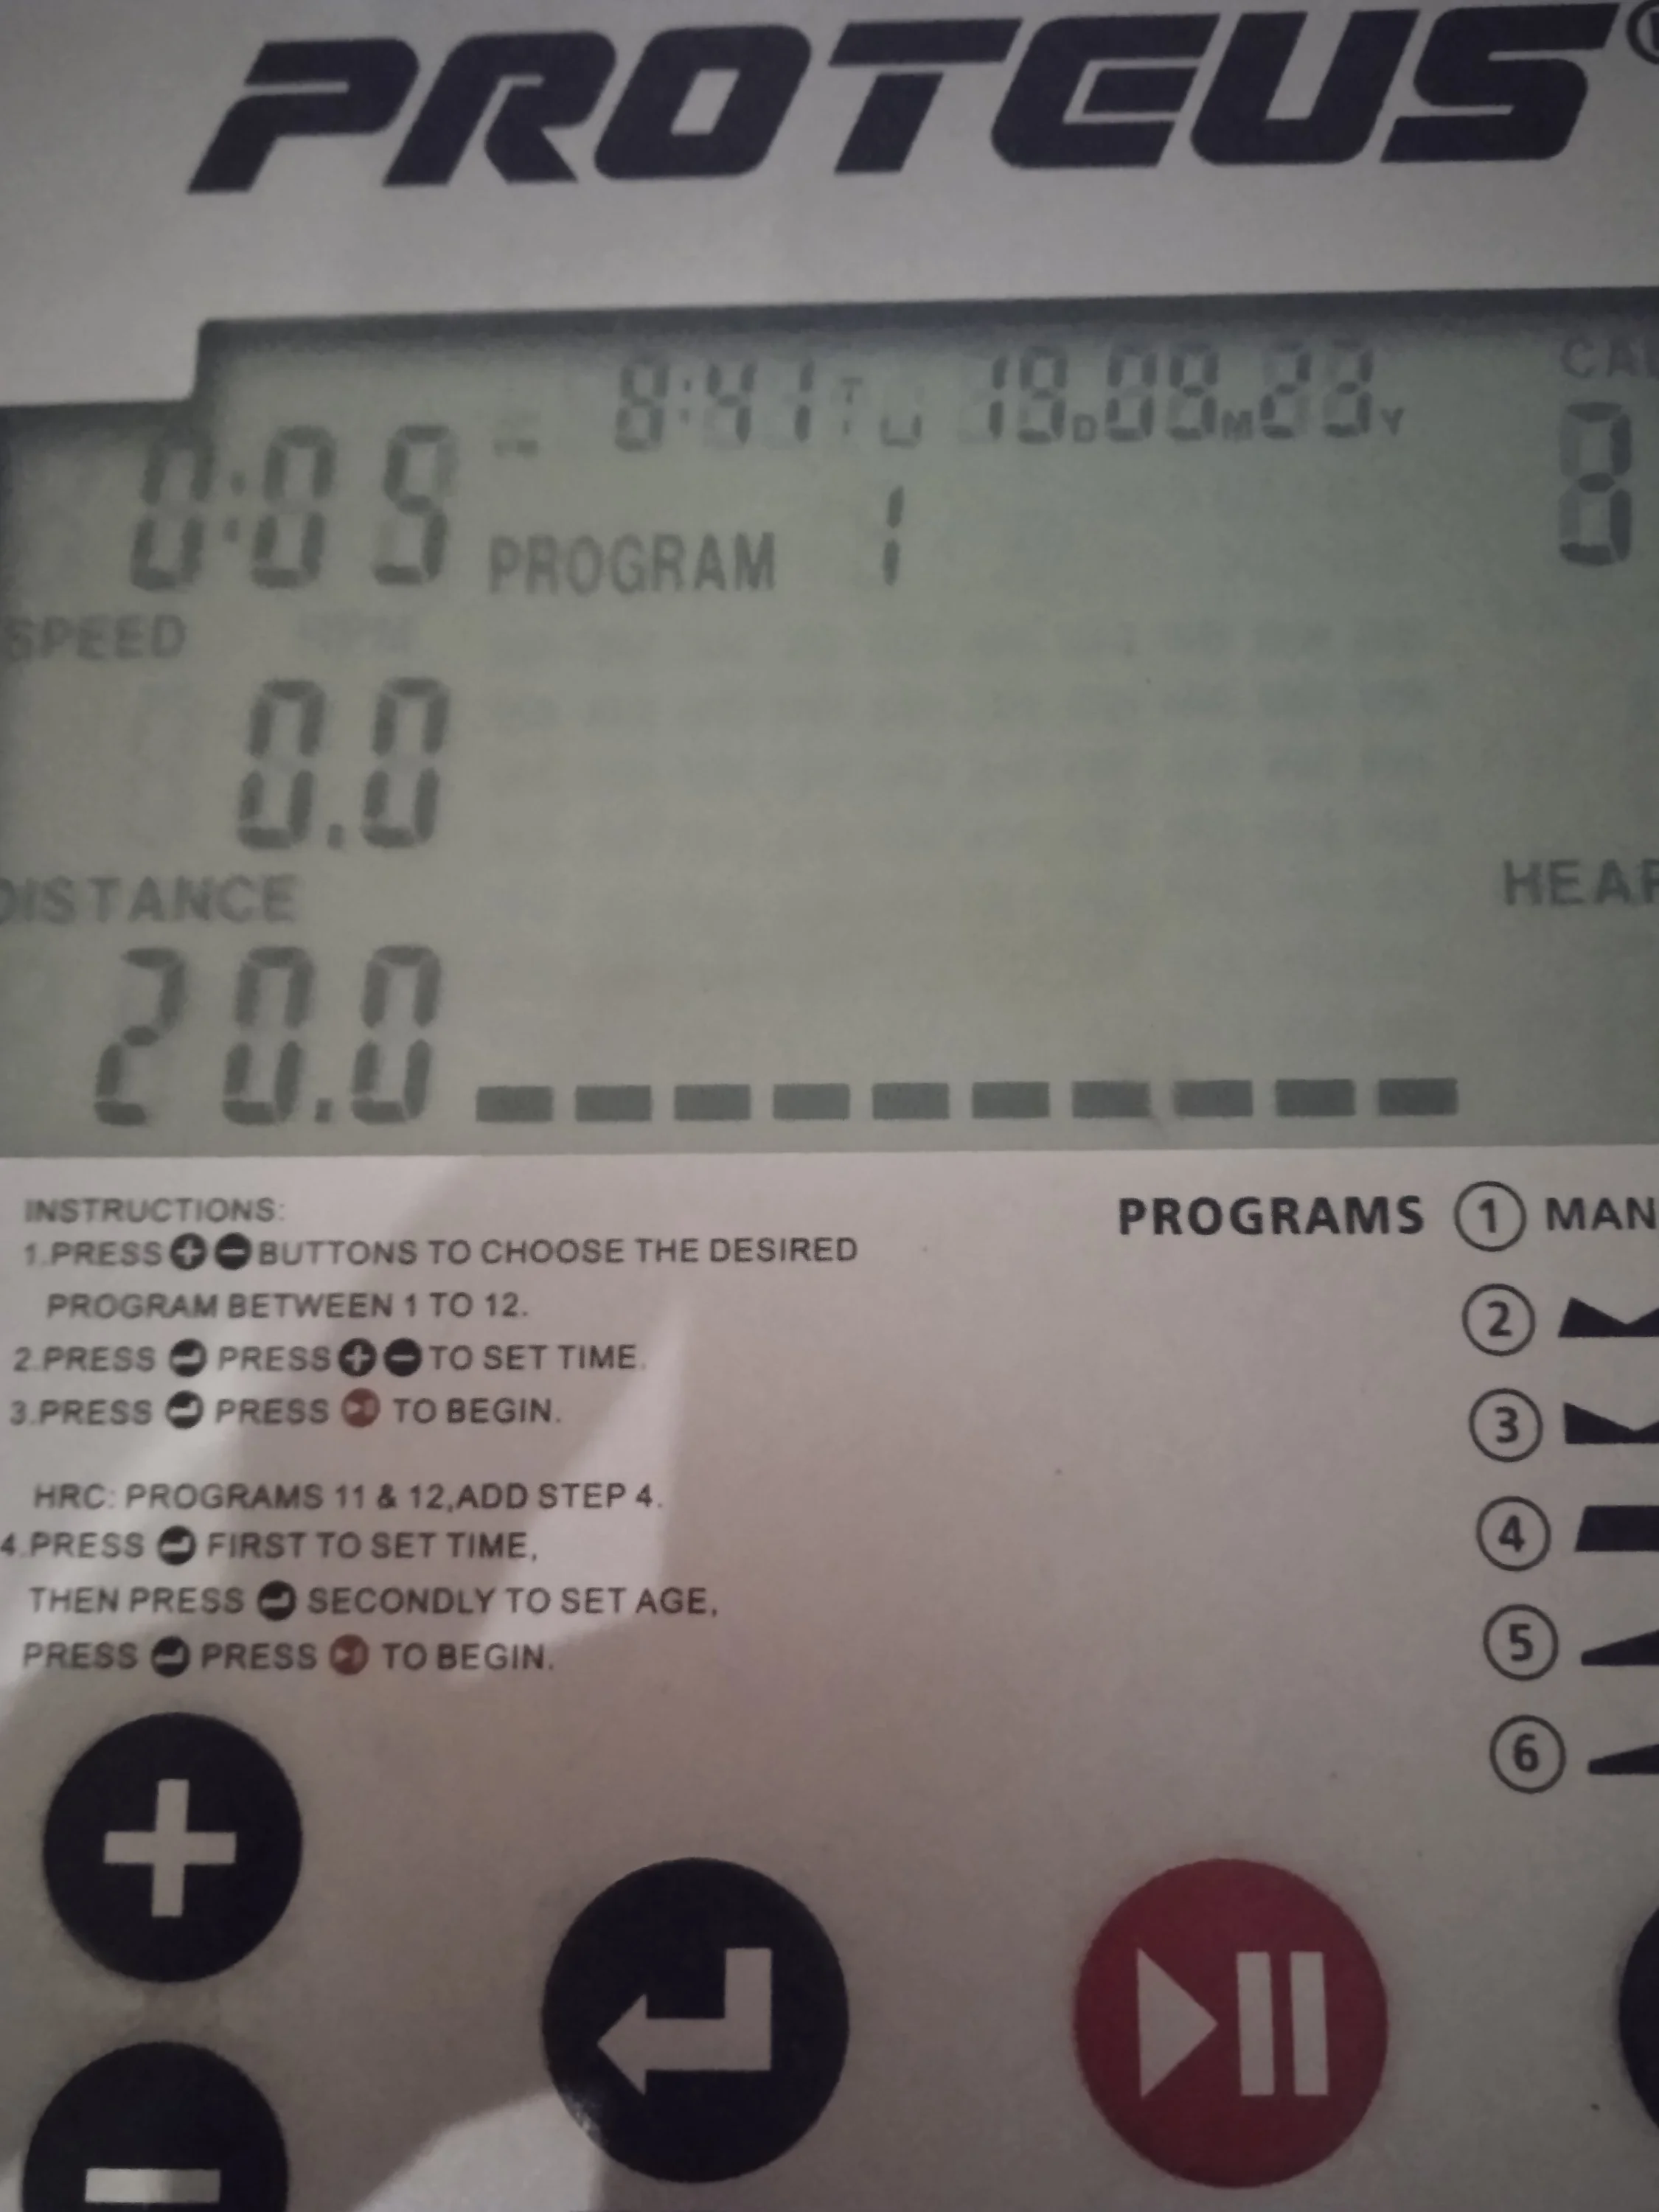 PROTEUS®
8:41 TU 19D08M23Y
CAL
0:09
PROGRAM 1
SPEED
0.0
DISTANCE
HEAR
20.0
INSTRUCTIONS:
1.PRESS + - BUTTONS TO CHOOSE THE DESIRED
PROGRAM BETWEEN 1 TO 12.
2.PRESS ↵ PRESS + - TO SET TIME.
3.PRESS ↵ PRESS ⏯ TO BEGIN.
HRC: PROGRAMS 11 & 12,ADD STEP 4.
4.PRESS ↵ FIRST TO SET TIME,
THEN PRESS ↵ SECONDLY TO SET AGE,
PRESS ↵ PRESS ⏯ TO BEGIN.
PROGRAMS 1 MAN
2
3
4
5
6